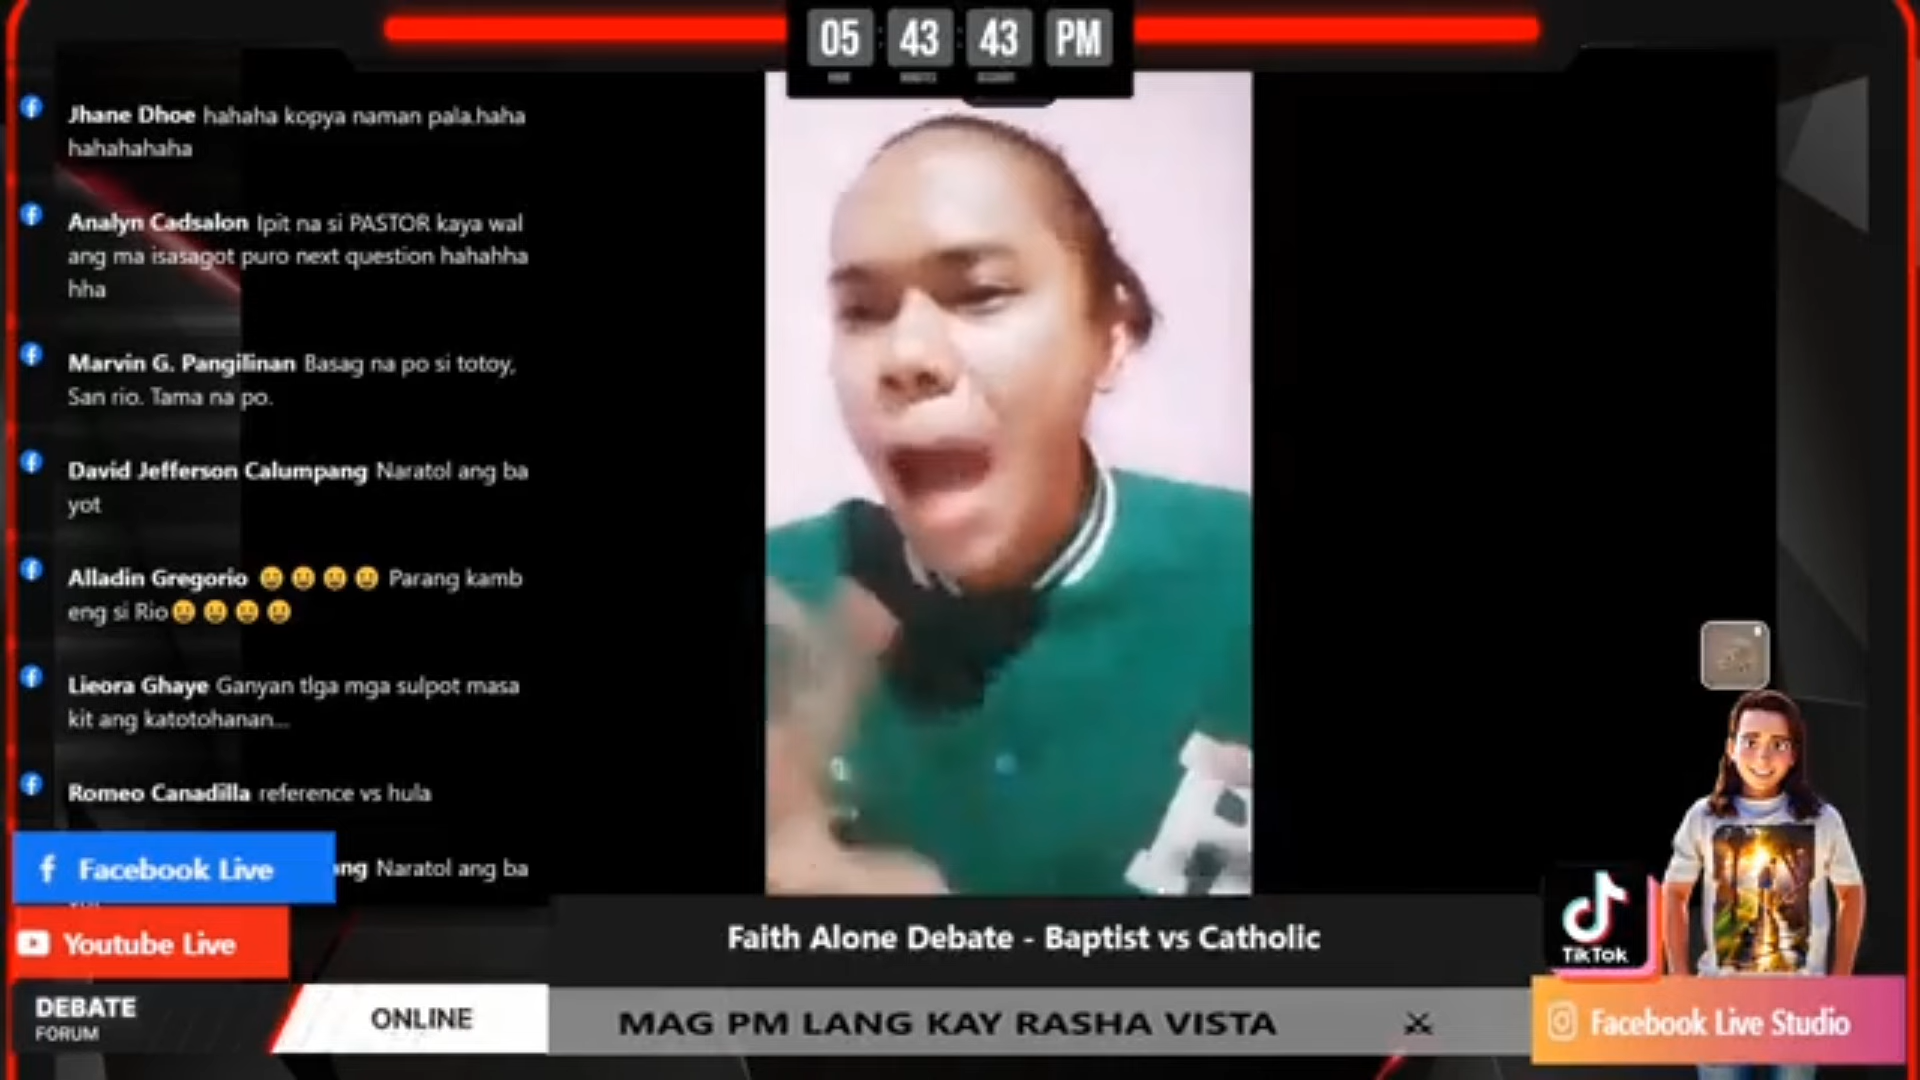 05 : 43 : 43 PM
Jhane Dhoe hahaha kopya naman pala.haha
hahahahaha
Analyn Cadsalon Ipit na si PASTOR kaya wal
ang ma isasagot puro next question hahahha
hha
Marvin G. Pangilinan Basag na po si totoy,
San rio. Tama na po.
David Jefferson Calumpang Naratol ang ba
yot
Alladin Gregorio 😀 😀 😀 😀 Parang kamb
eng si Rio 😀 😀 😀 😀
Lieora Ghaye Ganyan tlga mga sulpot masa
kit ang katotohanan...
Romeo Canadilla reference vs hula
ang Naratol ang ba
Facebook Live
Youtube Live
Faith Alone Debate - Baptist vs Catholic
TikTok
DEBATE
FORUM
ONLINE
MAG PM LANG KAY RASHA VISTA
Facebook Live Studio